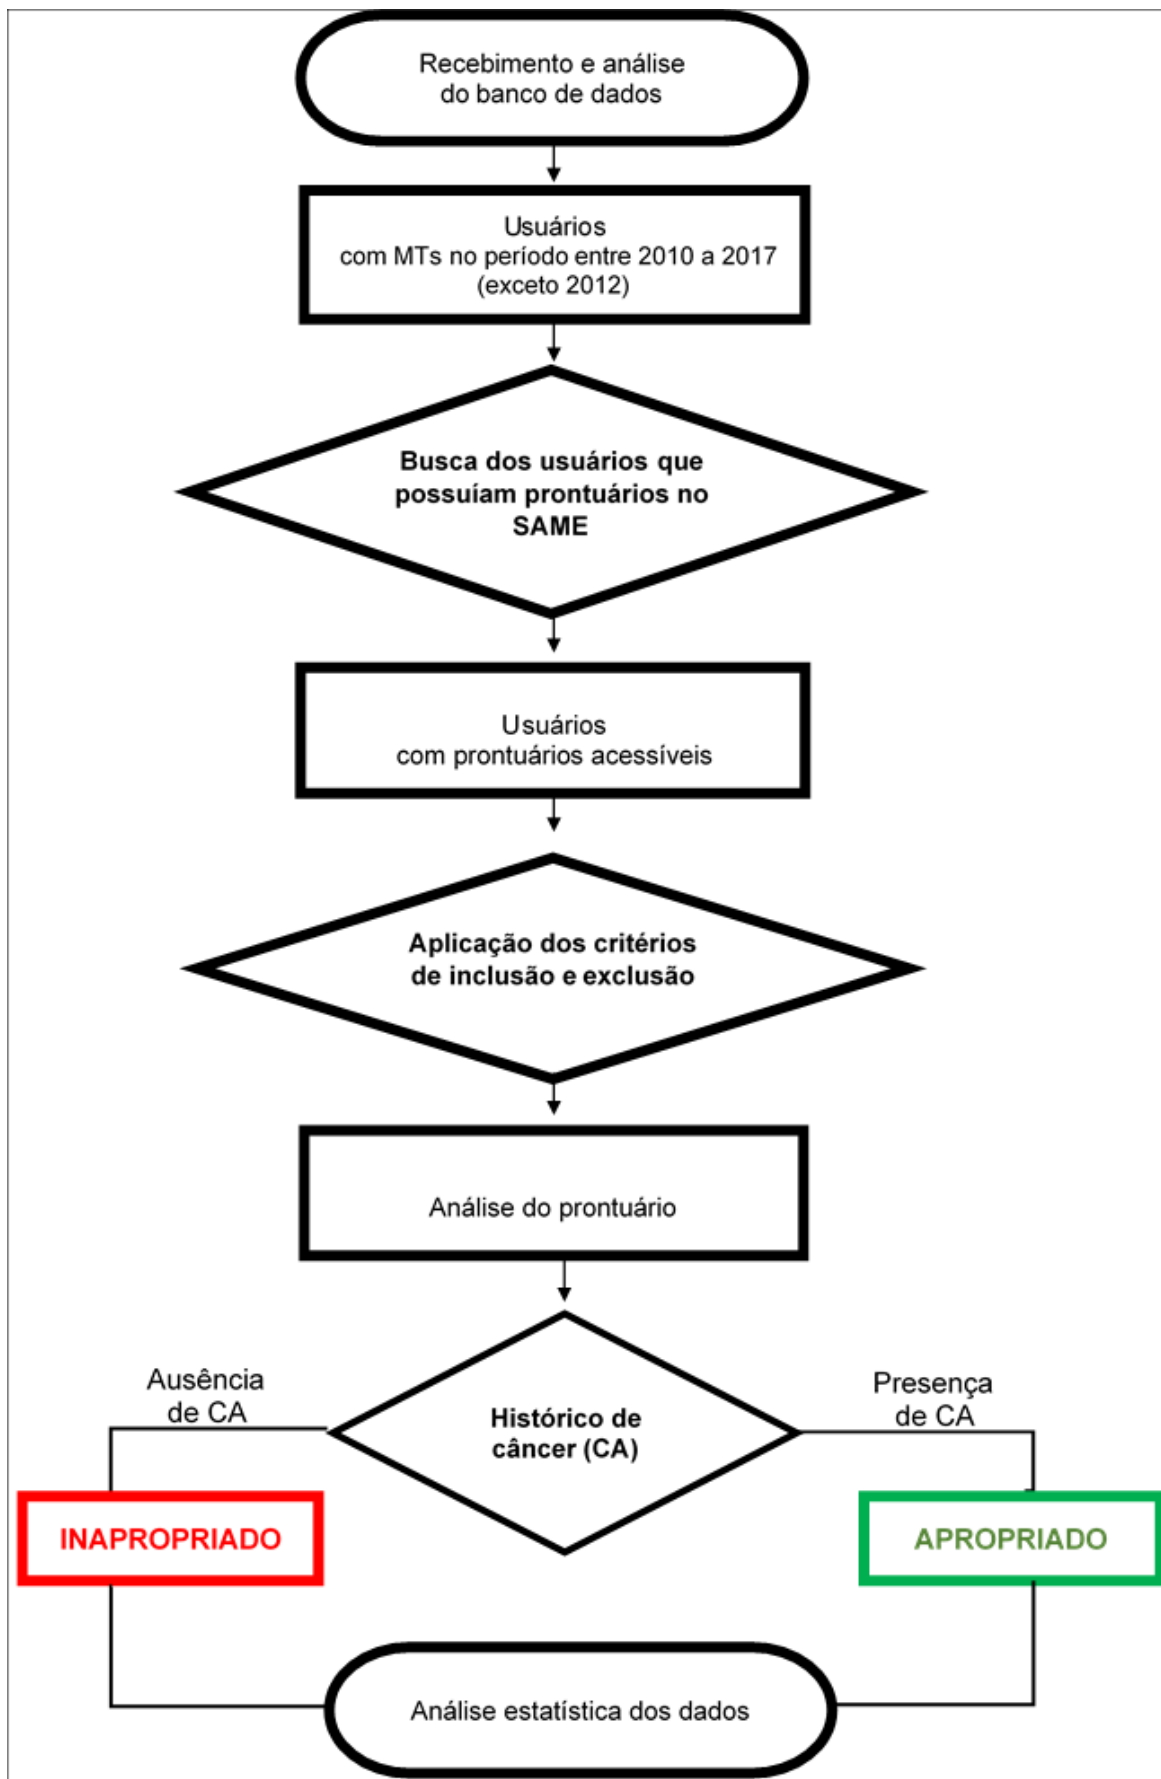 Recebimento e análise
do banco de dados
Usuários
com MTs no período entre 2010 a 2017
(exceto 2012)
Busca dos usuários que
possuíam prontuários no
SAME
Usuários
com prontuários acessíveis
Aplicação dos critérios
de inclusão e exclusão
Análise do prontuário
Ausência
de CA
Histórico de
câncer (CA)
Presença
de CA
INAPROPRIADO
APROPRIADO
Análise estatística dos dados